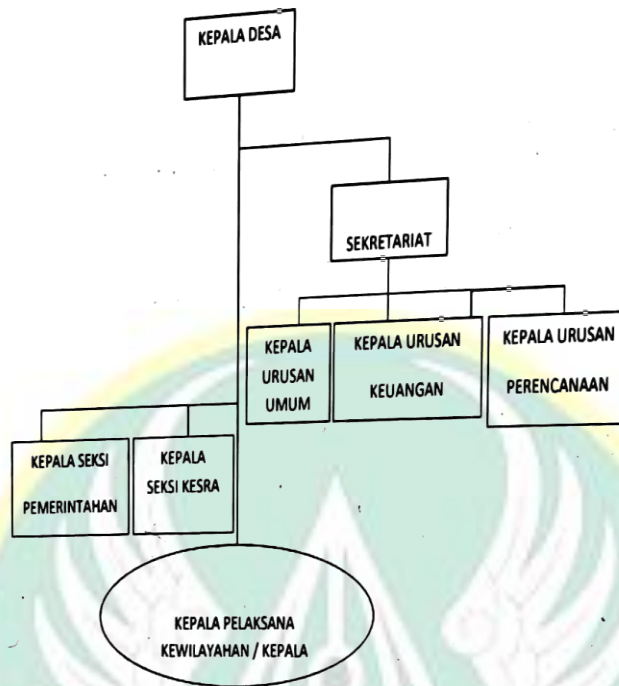 KEPALA DESA
SEKRETARIAT
KEPALA
URUSAN
UMUM
KEPALA URUSAN
KEUANGAN
KEPALA URUSAN
PERENCANAAN
KEPALA SEKSI
PEMERINTAHAN
KEPALA
SEKSI KESRA
KEPALA PELAKSANA
KEWILAYAHAN / KEPALA